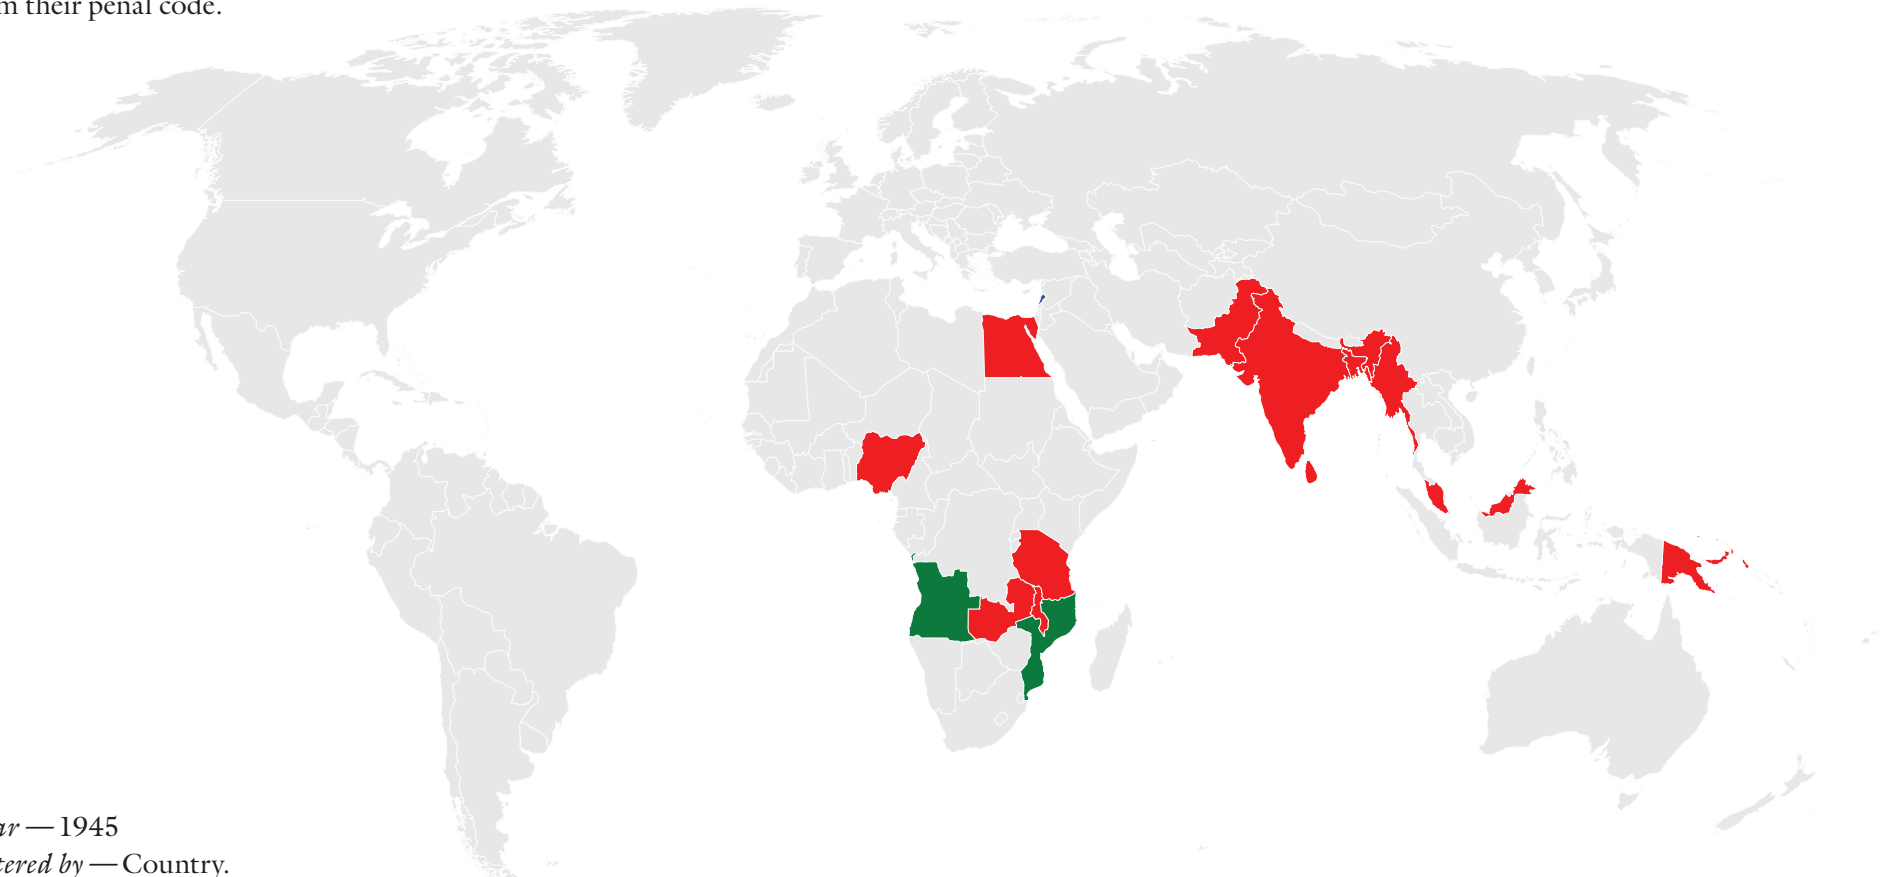 m their penal code.
ar — 1945
tered by — Country.